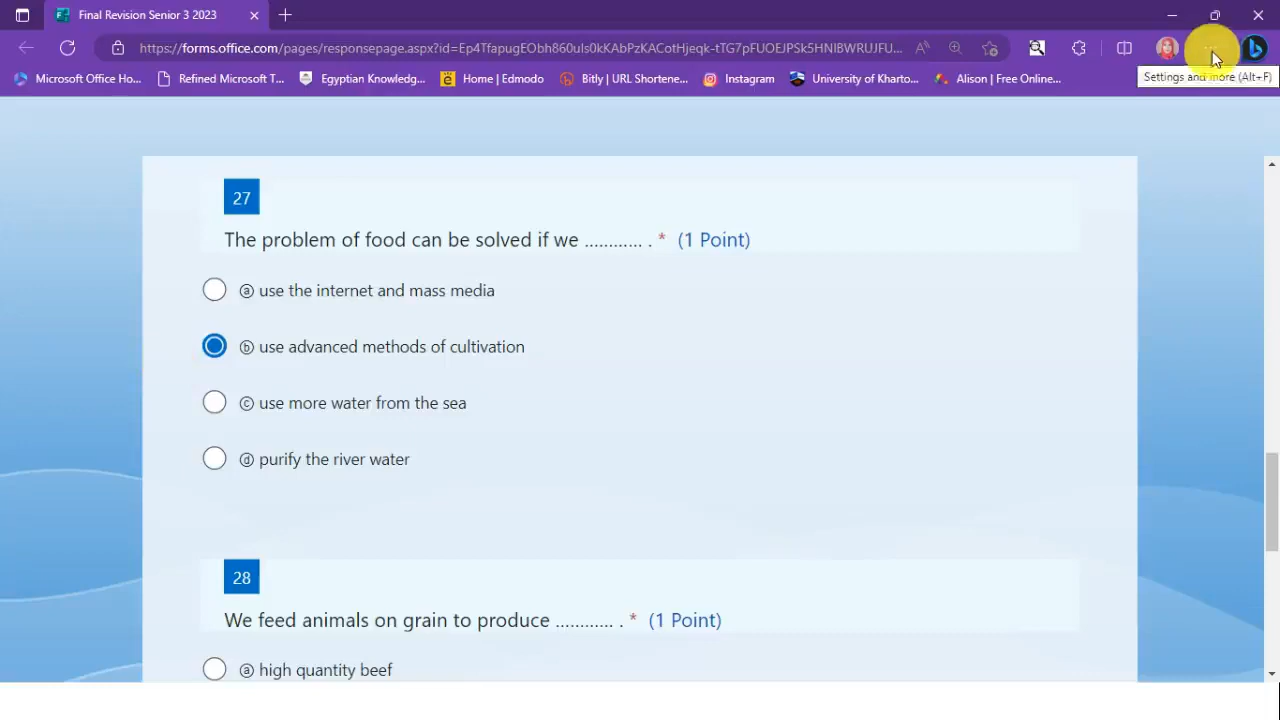 Final Revision Senior 3 2023
https://forms.office.com/pages/responsepage.aspx?id=Ep4TfapugEObh860uls0kKAbPzKACotHjeqk-tTG7pFUOEJPSk5HNlBWRUJFU...
Settings and more (Alt+F)
Microsoft Office Ho... Refined Microsoft T... Egyptian Knowledg... Home | Edmodo Bitly | URL Shortene... Instagram University of Kharto... Alison | Free Online...
27
The problem of food can be solved if we ............ . * (1 Point)
ⓐ use the internet and mass media
ⓑ use advanced methods of cultivation
ⓒ use more water from the sea
ⓓ purify the river water
28
We feed animals on grain to produce ............ . * (1 Point)
ⓐ high quantity beef